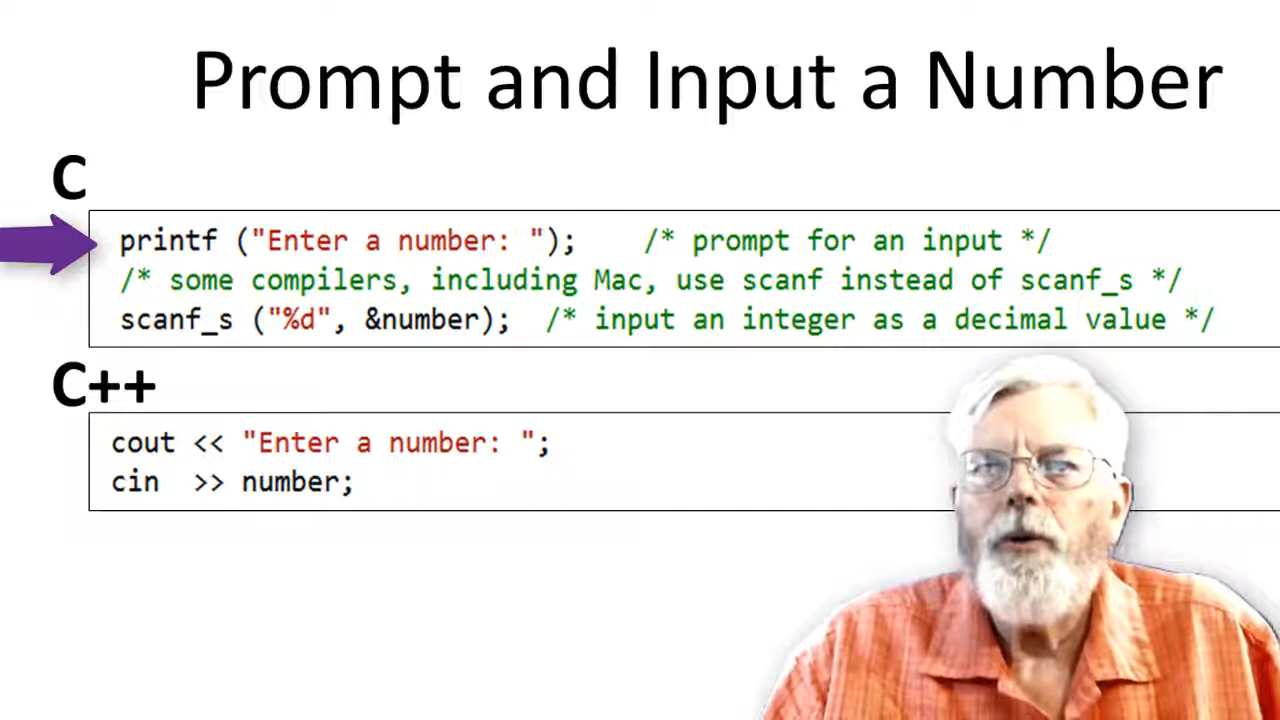 Prompt and Input a Number
C
printf ("Enter a number: ");    /* prompt for an input */
/* some compilers, including Mac, use scanf instead of scanf_s */
scanf_s ("%d", &number);  /* input an integer as a decimal value */
C++
cout << "Enter a number: ";
cin  >> number;